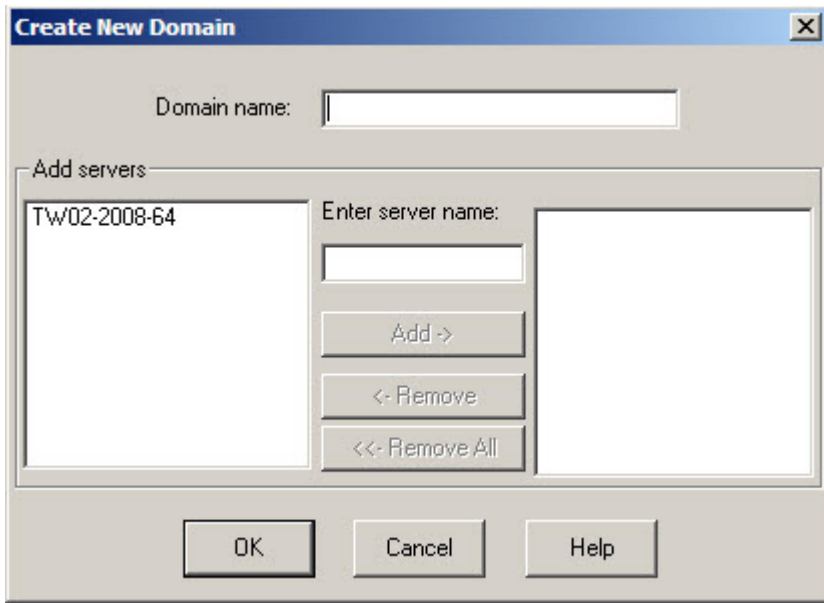 Create New Domain
Domain name:
Add servers
TW02-2008-64
Enter server name:
Add ->
<- Remove
<<- Remove All
OK
Cancel
Help